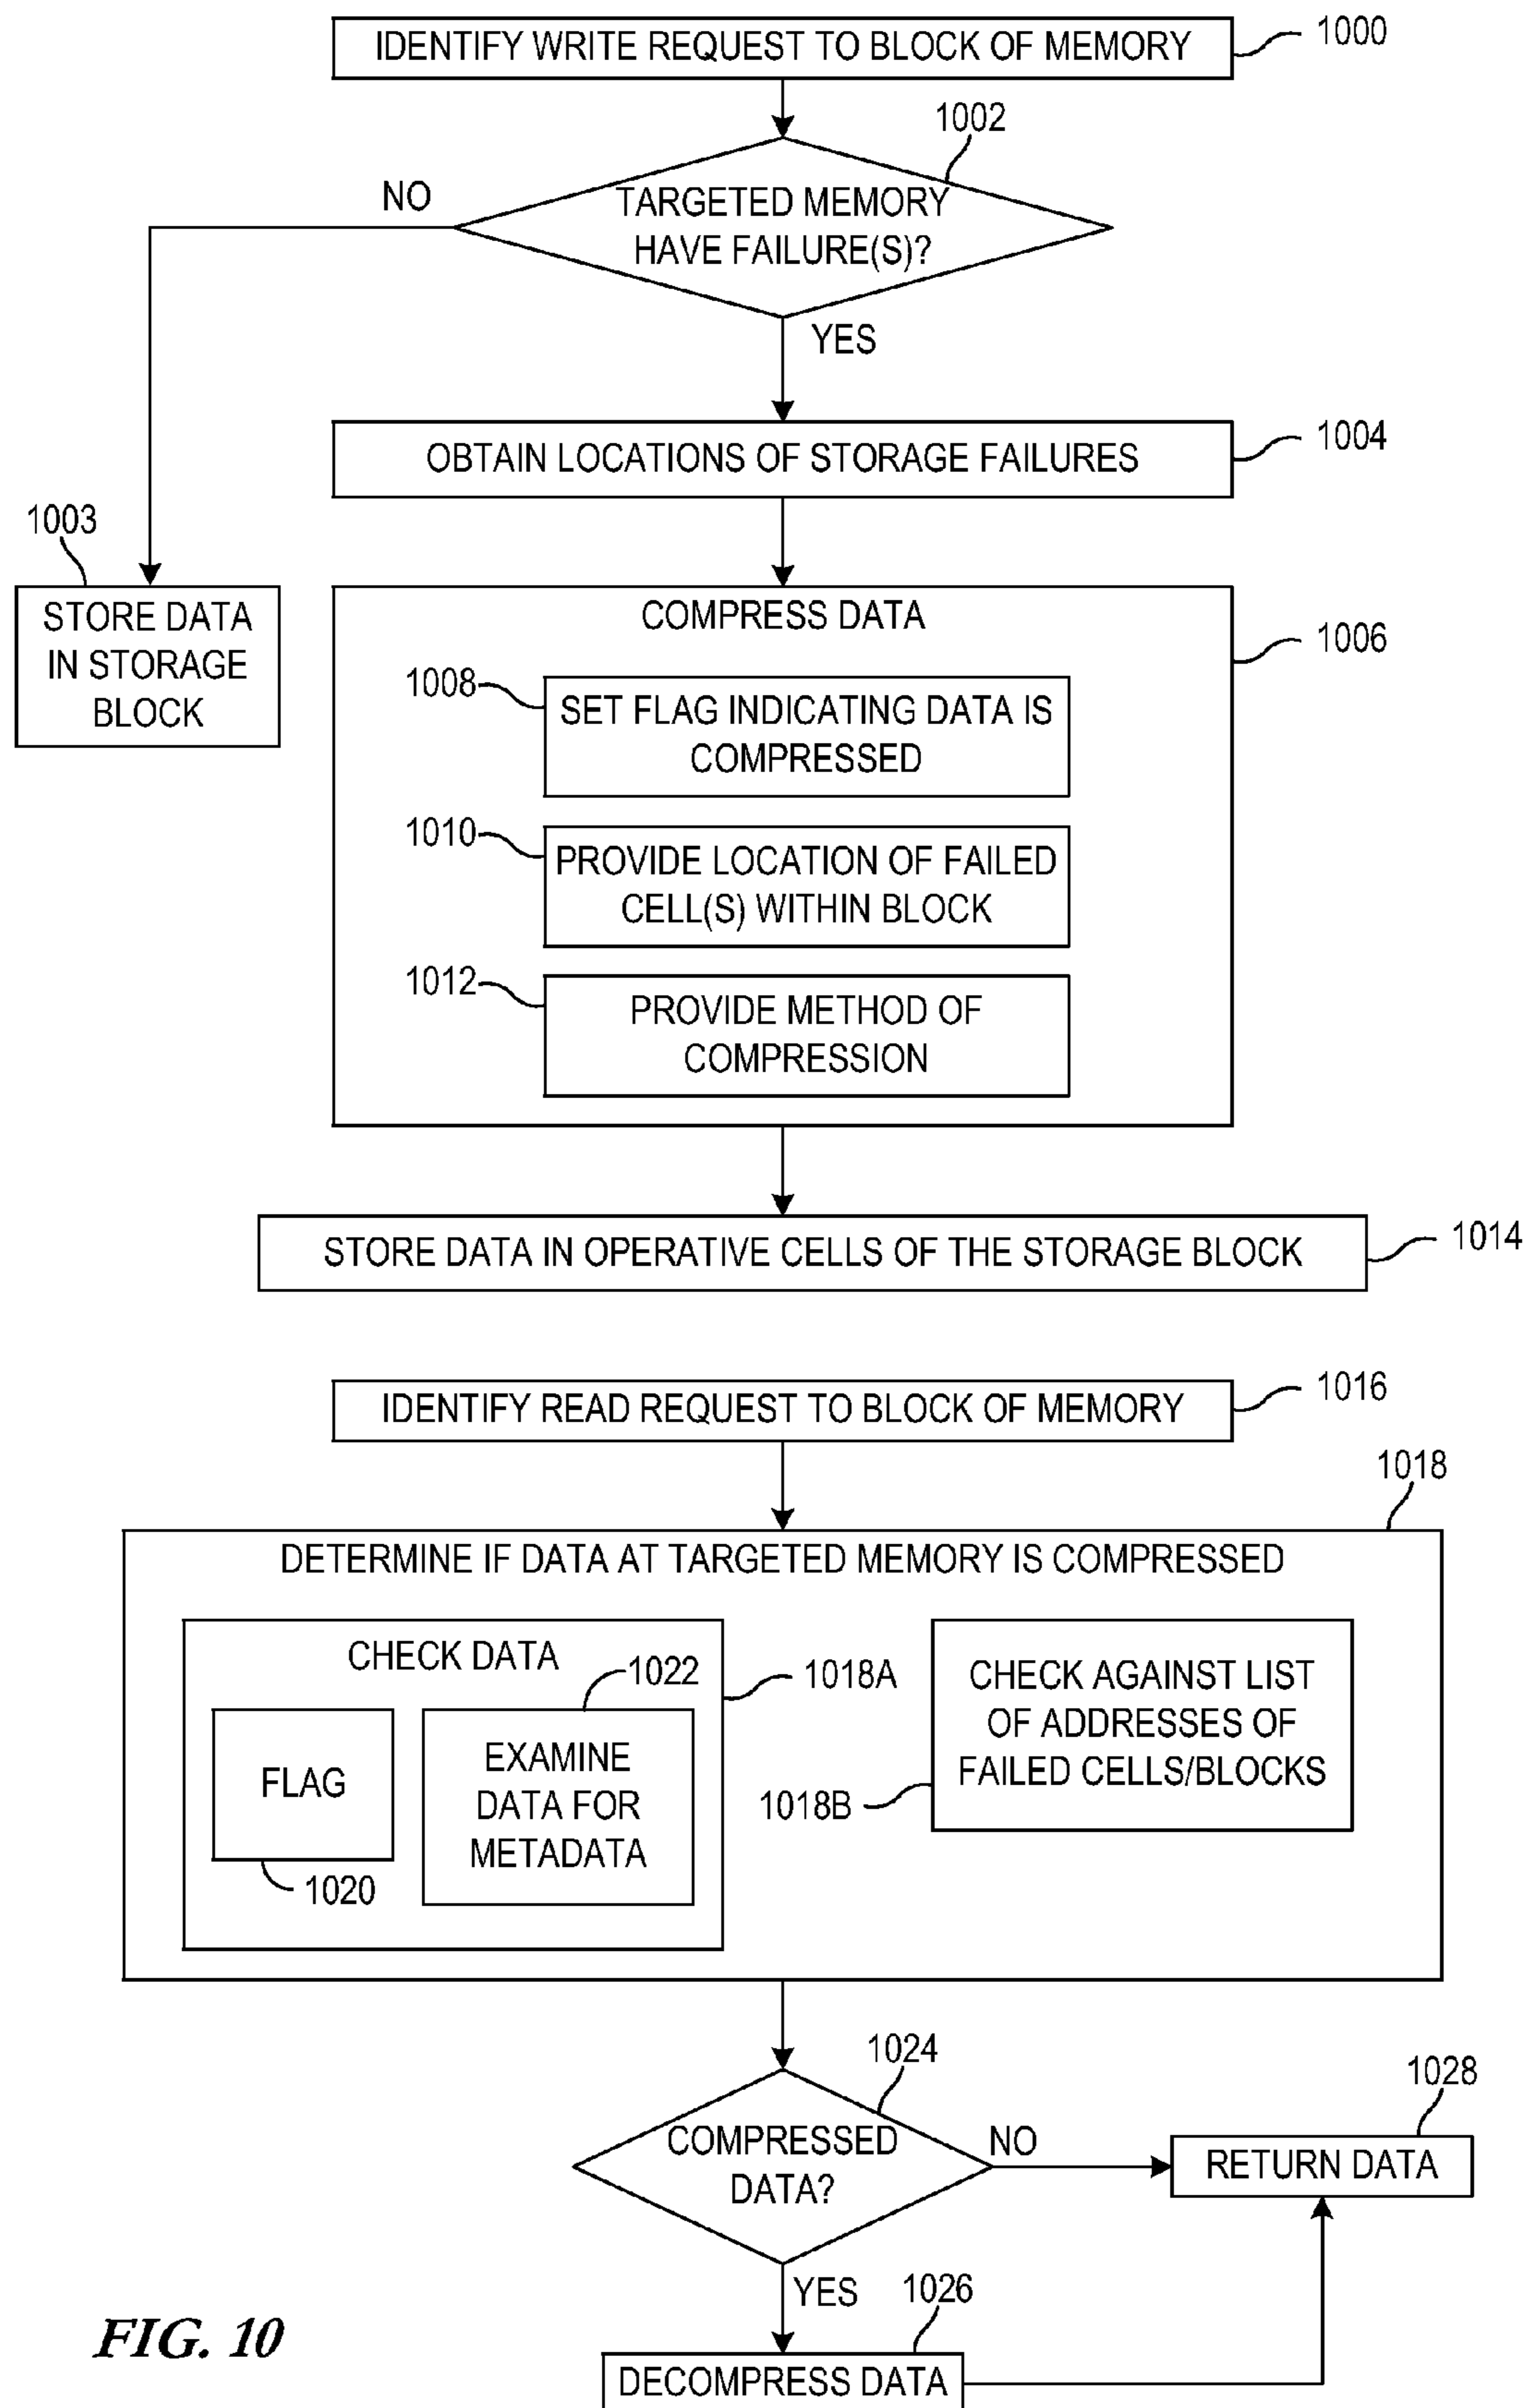 IDENTIFY WRITE REQUEST TO BLOCK OF MEMORY
1000
1002
NO
TARGETED MEMORY
HAVE FAILURE(S)?
YES
OBTAIN LOCATIONS OF STORAGE FAILURES
1004
1003
STORE DATA
IN STORAGE
BLOCK
COMPRESS DATA
1006
1008
SET FLAG INDICATING DATA IS
COMPRESSED
1010
PROVIDE LOCATION OF FAILED
CELL(S) WITHIN BLOCK
1012
PROVIDE METHOD OF
COMPRESSION
STORE DATA IN OPERATIVE CELLS OF THE STORAGE BLOCK
1014
IDENTIFY READ REQUEST TO BLOCK OF MEMORY
1016
1018
DETERMINE IF DATA AT TARGETED MEMORY IS COMPRESSED
CHECK DATA
1022
1018A
FLAG
1020
EXAMINE
DATA FOR
METADATA
CHECK AGAINST LIST
OF ADDRESSES OF
FAILED CELLS/BLOCKS
1018B
1024
COMPRESSED
DATA?
NO
1028
RETURN DATA
YES
1026
DECOMPRESS DATA
FIG. 10